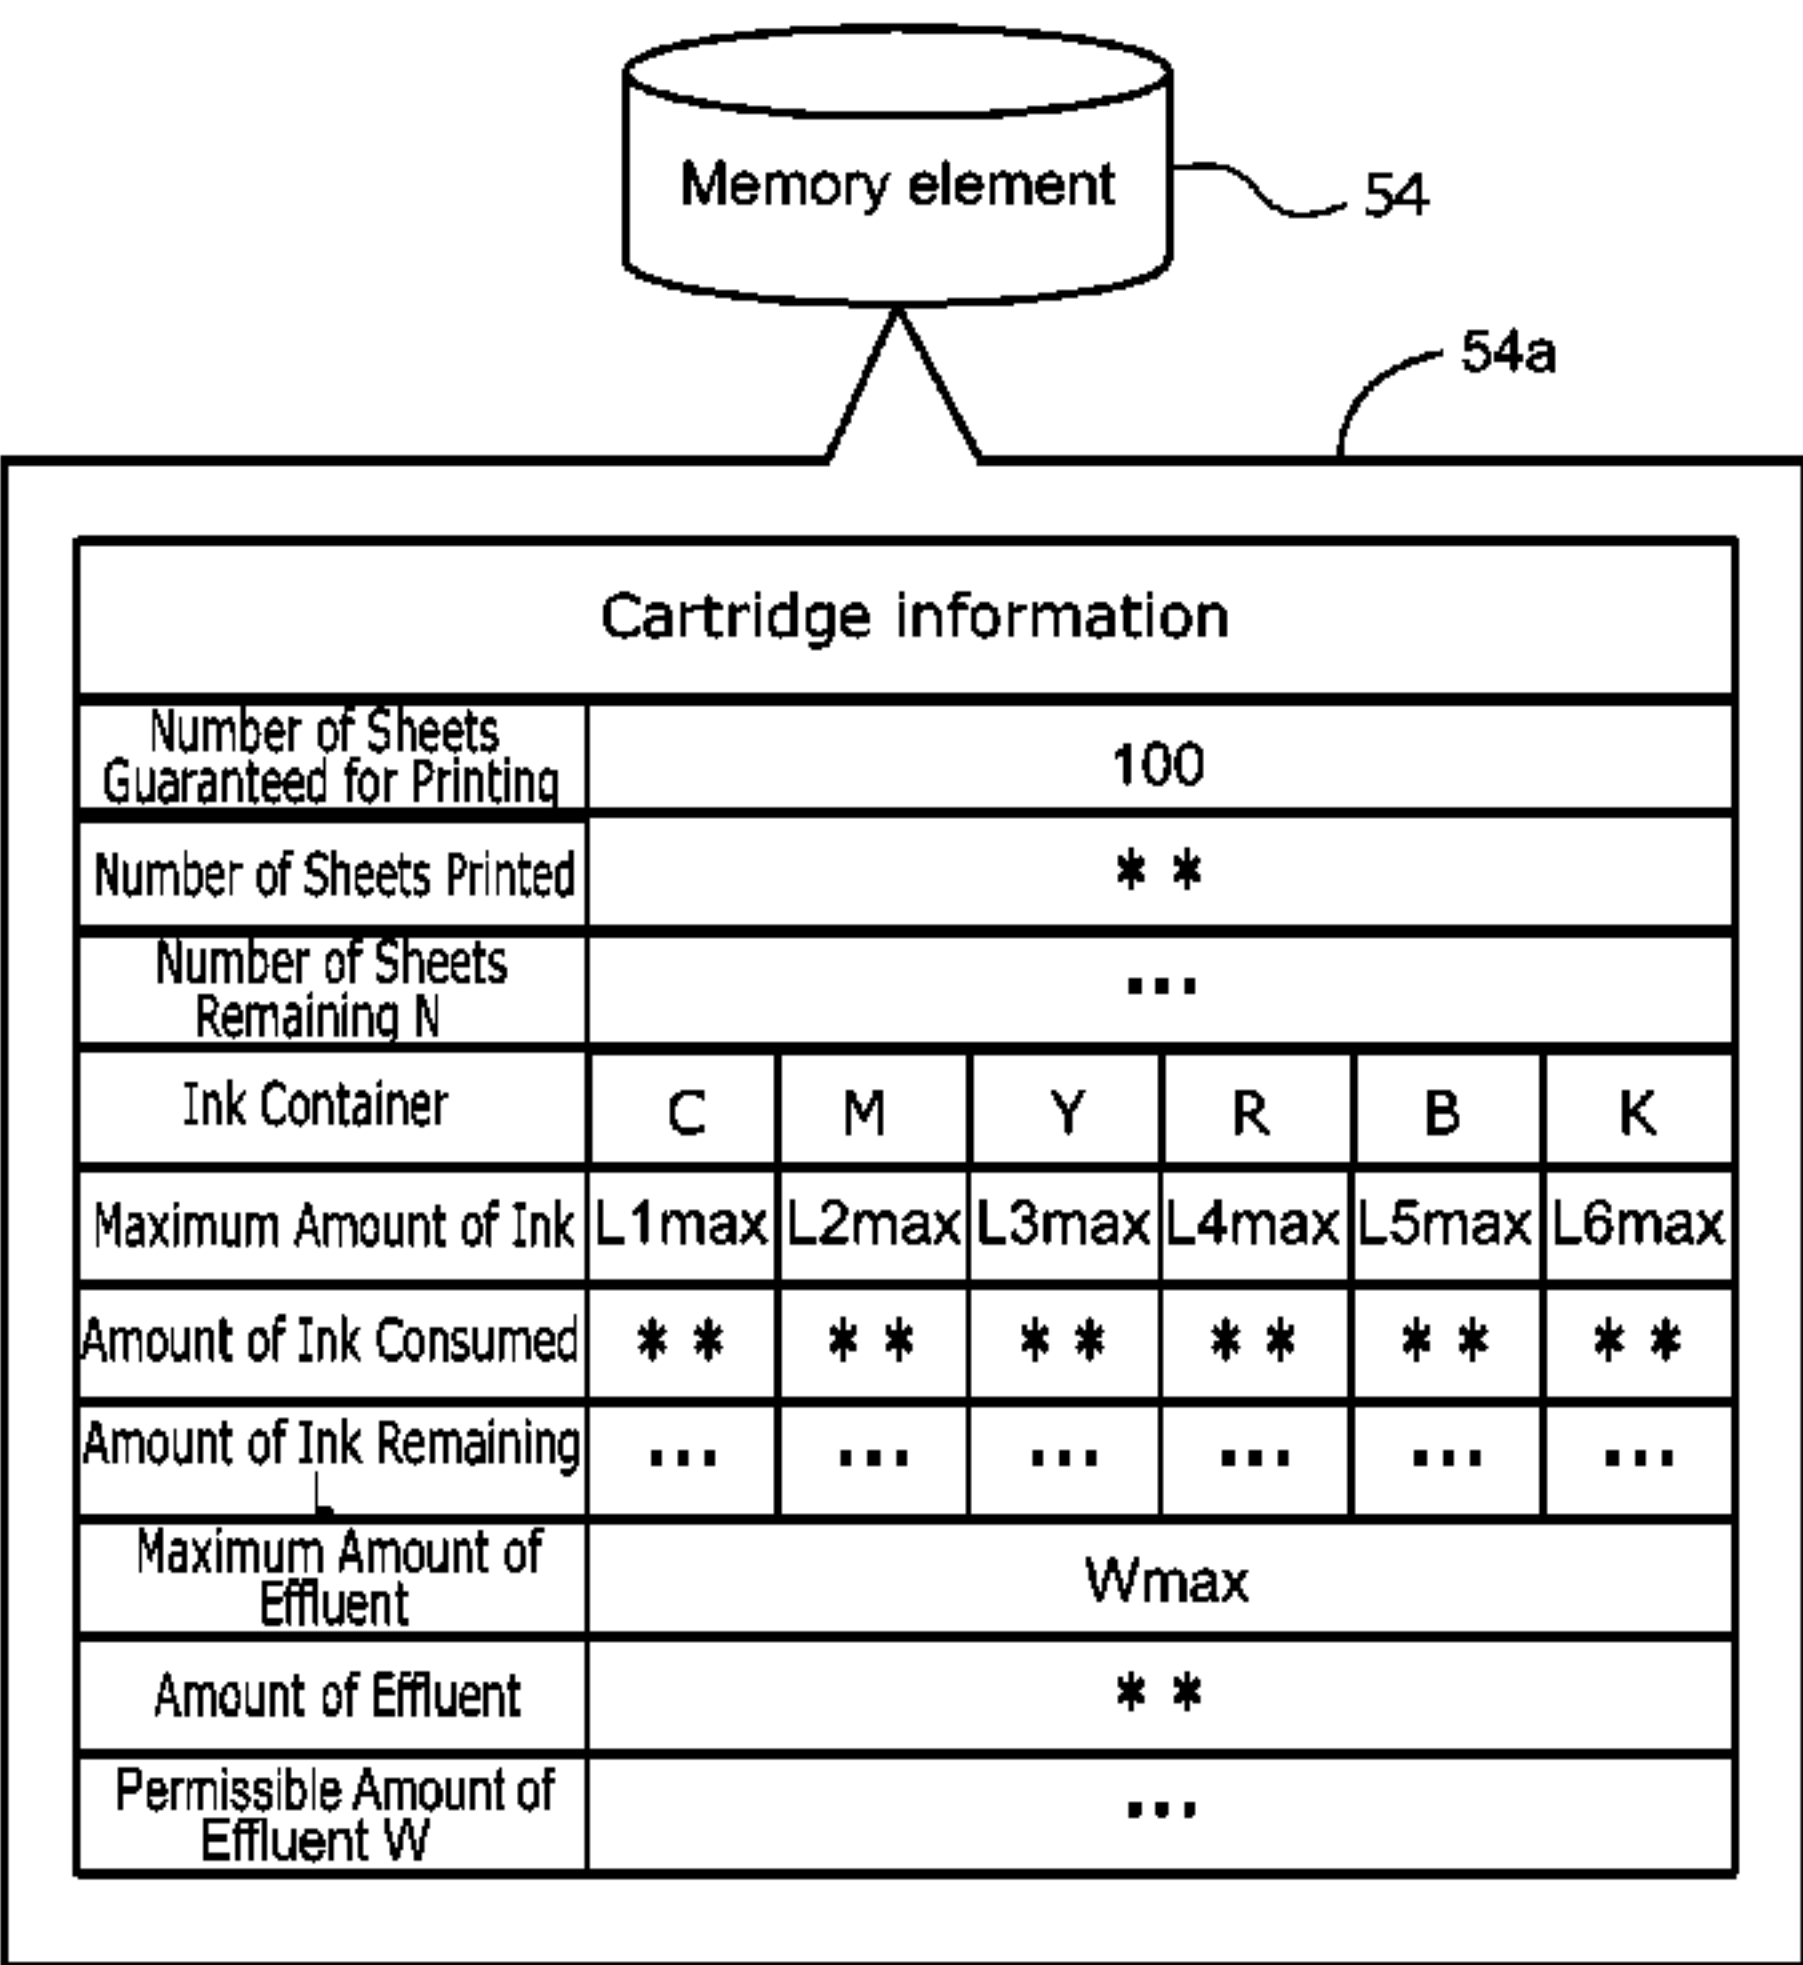 Memory element
54
54a
Cartridge information
Number of Sheets
Guaranteed for Printing
100
Number of Sheets Printed
* *
Number of Sheets
Remaining N
...
Ink Container C M Y R B K
Maximum Amount of Ink L1max L2max L3max L4max L5max L6max
Amount of Ink Consumed * * * * * * * * * * * *
Amount of Ink Remaining ... ... ... ... ... ...
Maximum Amount of
Effluent
Wmax
Amount of Effluent
* *
Permissible Amount of
Effluent W
...